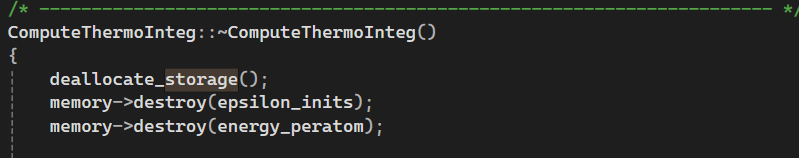 /* ---------------------------------------------------------------------- */
ComputeThermoInteg::~ComputeThermoInteg()
{
    deallocate_storage();
    memory->destroy(epsilon_inits);
    memory->destroy(energy_peratom);